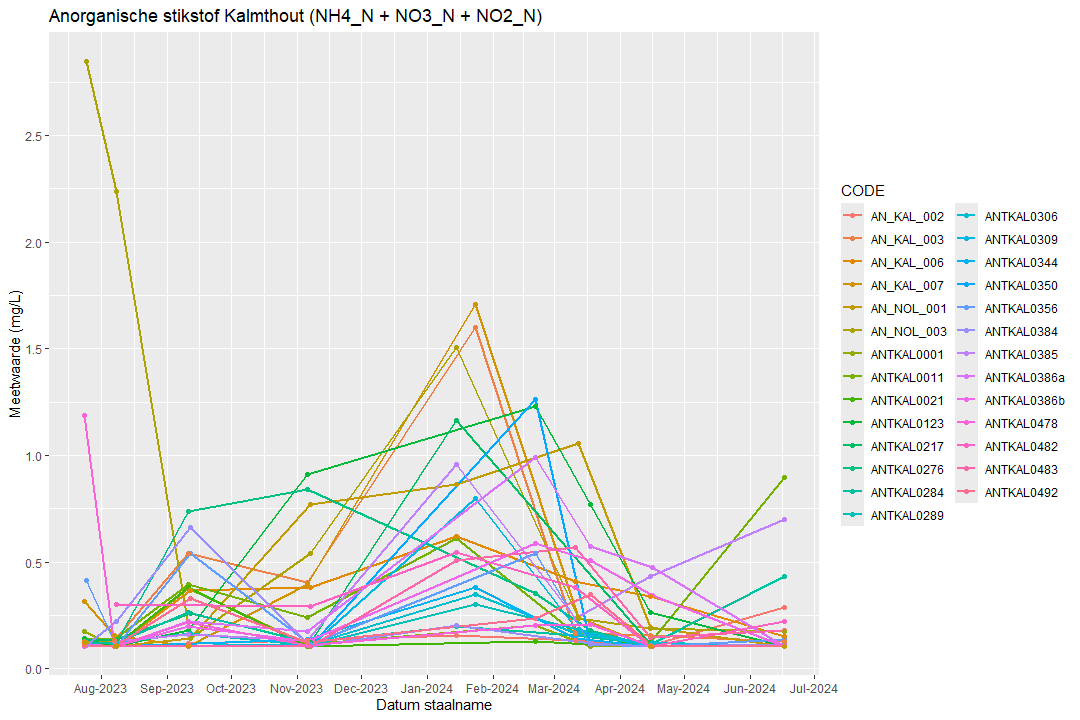 Anorganische stikstof Kalmthout (NH4_N + NO3_N + NO2_N)
Meetwaarde (mg/L)
2.5
2.0
1.5
1.0
0.5
0.0
Aug-2023 Sep-2023 Oct-2023 Nov-2023 Dec-2023 Jan-2024 Feb-2024 Mar-2024 Apr-2024 May-2024 Jun-2024 Jul-2024
Datum staalname
CODE
AN_KAL_002
AN_KAL_003
AN_KAL_006
AN_KAL_007
AN_NOL_001
AN_NOL_003
ANTKAL0001
ANTKAL0011
ANTKAL0021
ANTKAL0123
ANTKAL0217
ANTKAL0276
ANTKAL0284
ANTKAL0289
ANTKAL0306
ANTKAL0309
ANTKAL0344
ANTKAL0350
ANTKAL0356
ANTKAL0384
ANTKAL0385
ANTKAL0386a
ANTKAL0386b
ANTKAL0478
ANTKAL0482
ANTKAL0483
ANTKAL0492